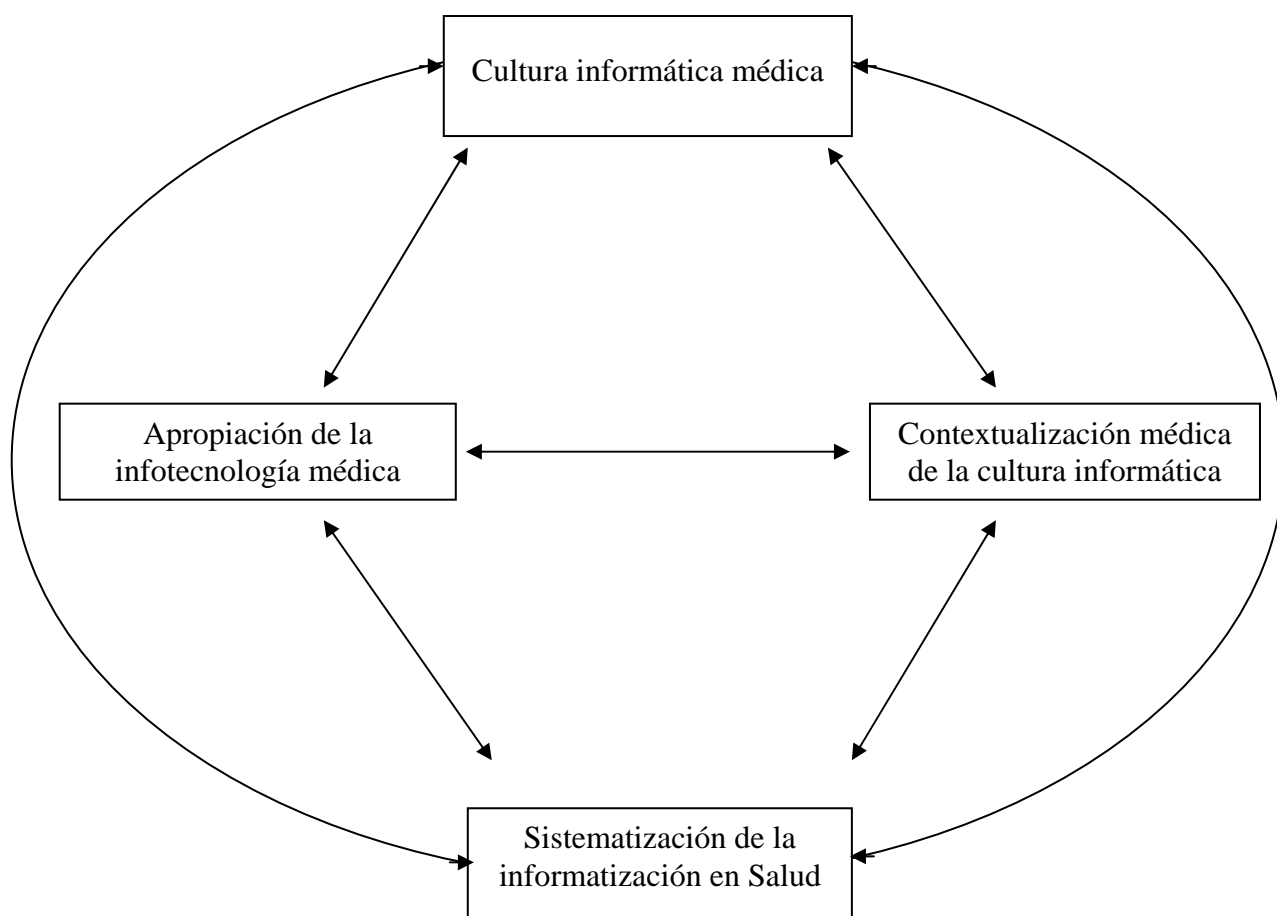 Cultura informática médica
Apropiación de la
infotecnología médica
Contextualización médica
de la cultura informática
Sistematización de la
informatización en Salud